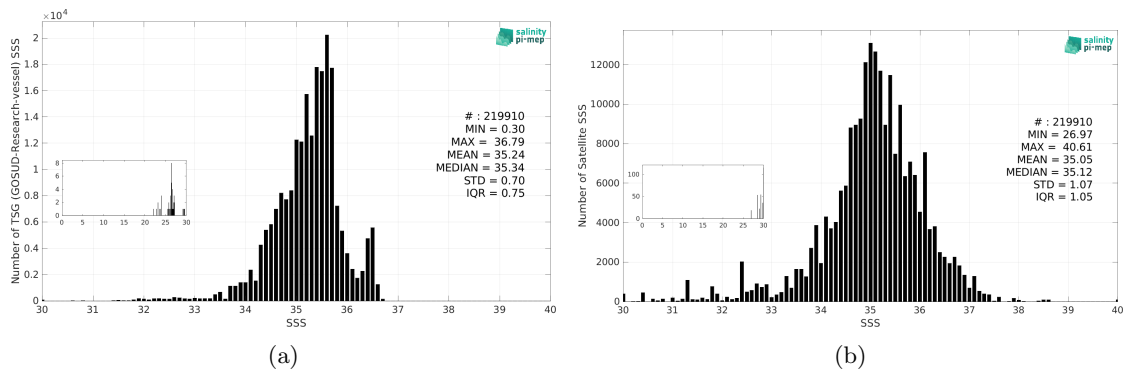 ×10⁴
2
1.8
1.6
1.4
1.2
1
0.8
0.6
0.4
0.2
0
Number of TSG (GOSUD-Research-vessel) SSS
30 31 32 33 34 35 36 37 38 39 40
SSS
salinity
pi-mep
# : 219910
MIN = 0.30
MAX = 36.79
MEAN = 35.24
MEDIAN = 35.34
STD = 0.70
IQR = 0.75
8
6
4
2
0
0 5 10 15 20 25 30
(a)
12000
10000
8000
6000
4000
2000
0
Number of Satellite SSS
30 31 32 33 34 35 36 37 38 39 40
SSS
salinity
pi-mep
# : 219910
MIN = 26.97
MAX = 40.61
MEAN = 35.05
MEDIAN = 35.12
STD = 1.07
IQR = 1.05
100
50
0
0 5 10 15 20 25 30
(b)